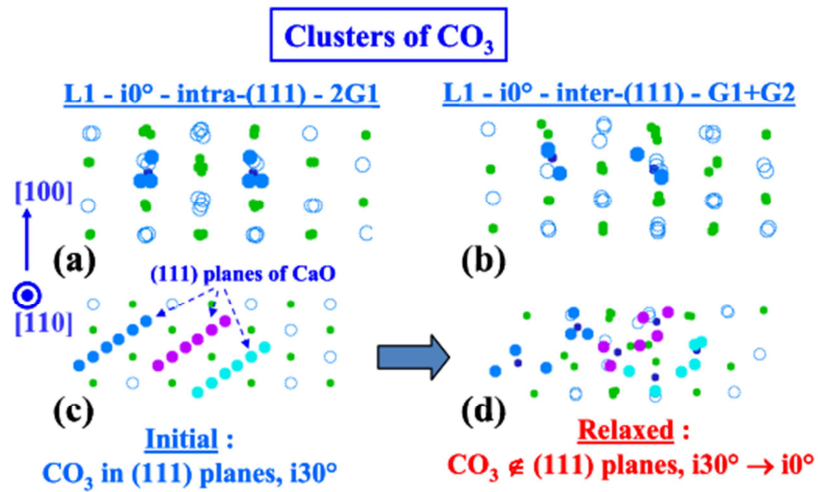 Clusters of CO₃
L1 - i0° - intra-(111) - 2G1
L1 - i0° - inter-(111) - G1+G2
[100]
(a)
(b)
(111) planes of CaO
[110]
(c)
(d)
Initial :
CO₃ in (111) planes, i30°
Relaxed :
CO₃ ∉ (111) planes, i30° → i0°